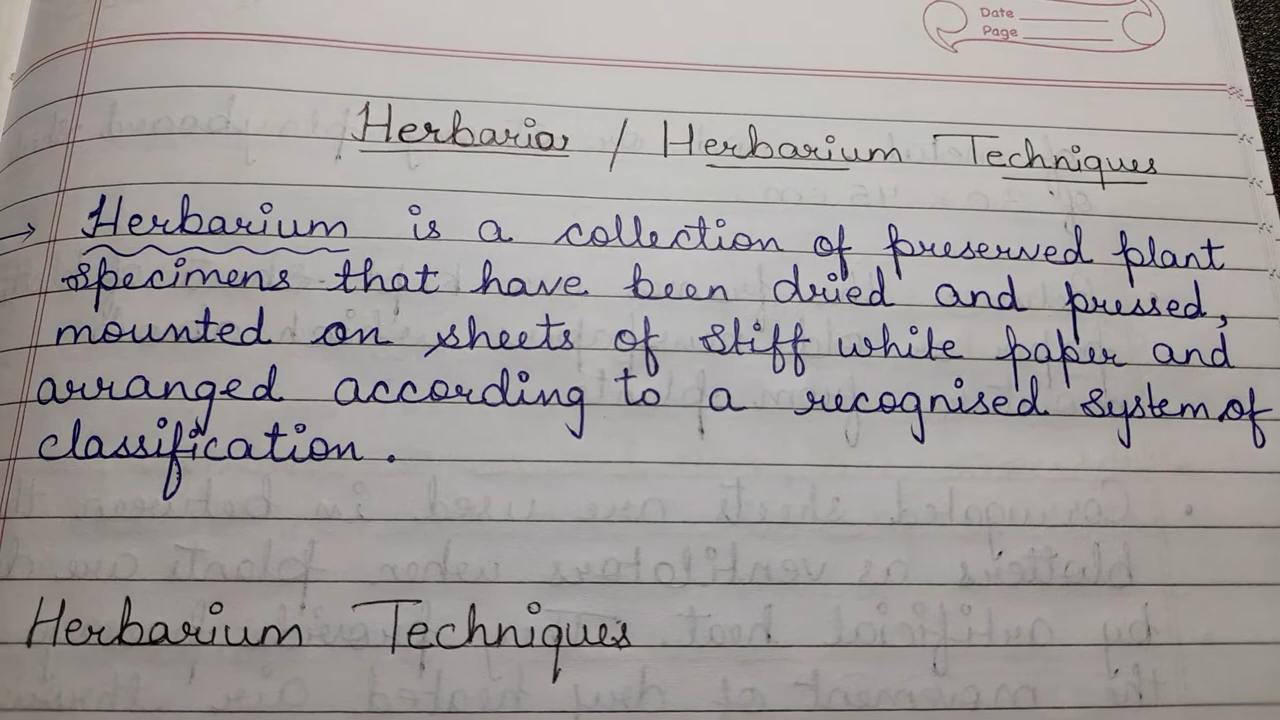 Date
Page
Herbaria / Herbarium Techniques
→ Herbarium is a collection of preserved plant
specimens that have been dried and pressed,
mounted on sheets of stiff white paper and
arranged according to a recognised system of
classification.
Herbarium Techniques